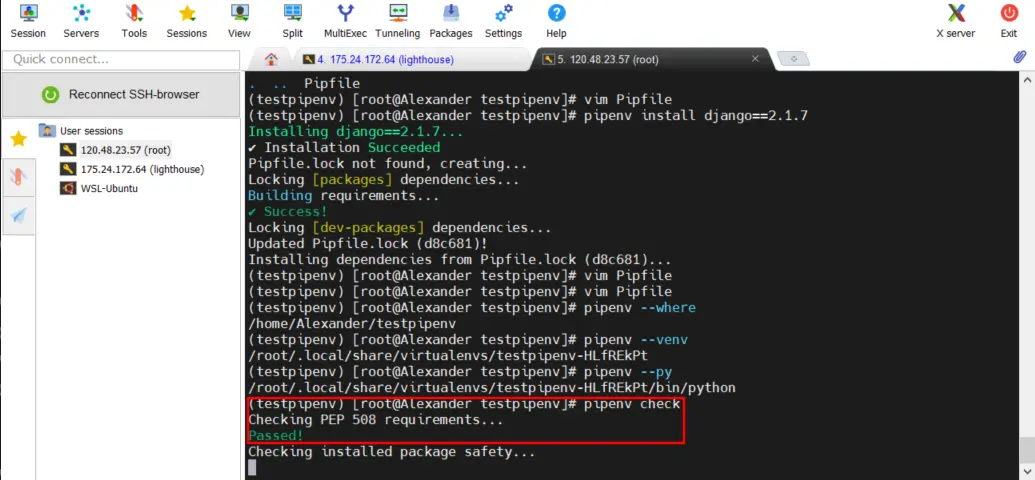 Session Servers Tools Sessions View Split MultiExec Tunneling Packages Settings Help X server Exit
Quick connect...
4. 175.24.172.64 (lighthouse)
5. 120.48.23.57 (root)
Reconnect SSH-browser
User sessions
120.48.23.57 (root)
175.24.172.64 (lighthouse)
WSL-Ubuntu
. .. Pipfile
(testpipenv) [root@Alexander testpipenv]# vim Pipfile
(testpipenv) [root@Alexander testpipenv]# pipenv install django==2.1.7
Installing django==2.1.7...
✔ Installation Succeeded
Pipfile.lock not found, creating...
Locking [packages] dependencies...
Building requirements...
✔ Success!
Locking [dev-packages] dependencies...
Updated Pipfile.lock (d8c681)!
Installing dependencies from Pipfile.lock (d8c681)...
(testpipenv) [root@Alexander testpipenv]# vim Pipfile
(testpipenv) [root@Alexander testpipenv]# vim Pipfile
(testpipenv) [root@Alexander testpipenv]# pipenv --where
/home/Alexander/testpipenv
(testpipenv) [root@Alexander testpipenv]# pipenv --venv
/root/.local/share/virtualenvs/testpipenv-HLfREkPt
(testpipenv) [root@Alexander testpipenv]# pipenv --py
/root/.local/share/virtualenvs/testpipenv-HLfREkPt/bin/python
(testpipenv) [root@Alexander testpipenv]# pipenv check
Checking PEP 508 requirements...
Passed!
Checking installed package safety...